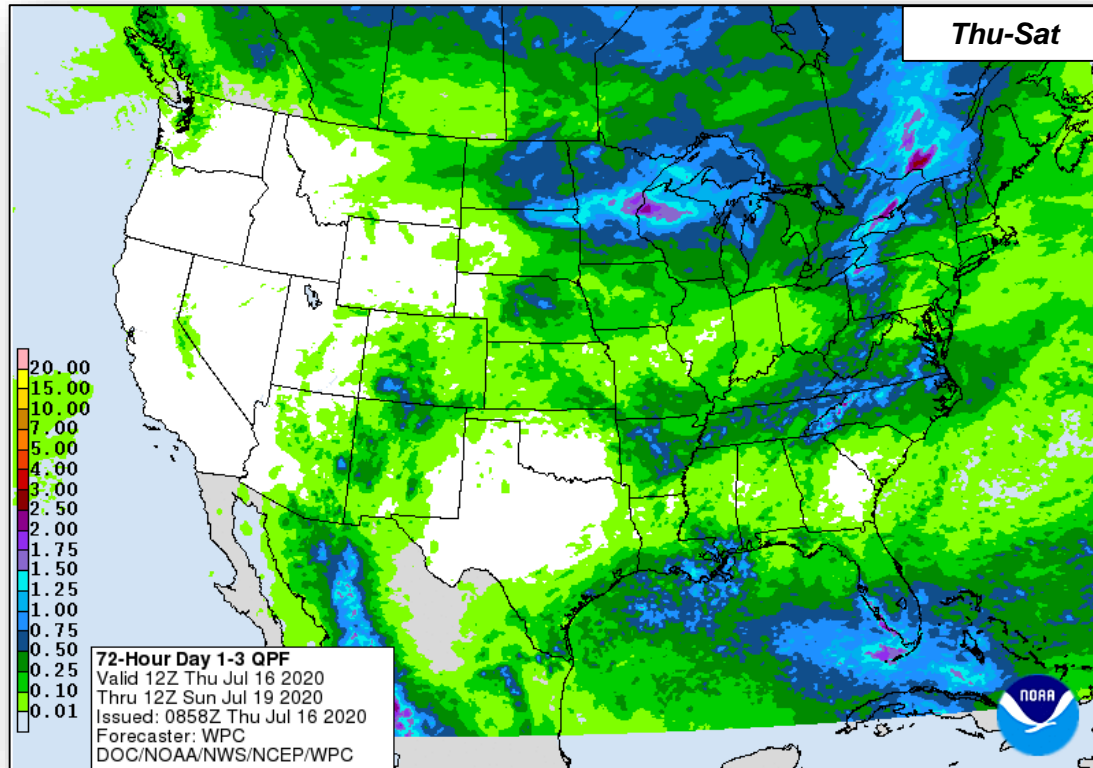 Thu-Sat
20.00
15.00
10.00
7.00
5.00
4.00
3.00
2.50
2.00
1.75
1.50
1.25
1.00
0.75
0.50
0.25
0.10
0.01
72-Hour Day 1-3 QPF
Valid 12Z Thu Jul 16 2020
Thru 12Z Sun Jul 19 2020
Issued: 0858Z Thu Jul 16 2020
Forecaster: WPC
DOC/NOAA/NWS/NCEP/WPC
NOAA